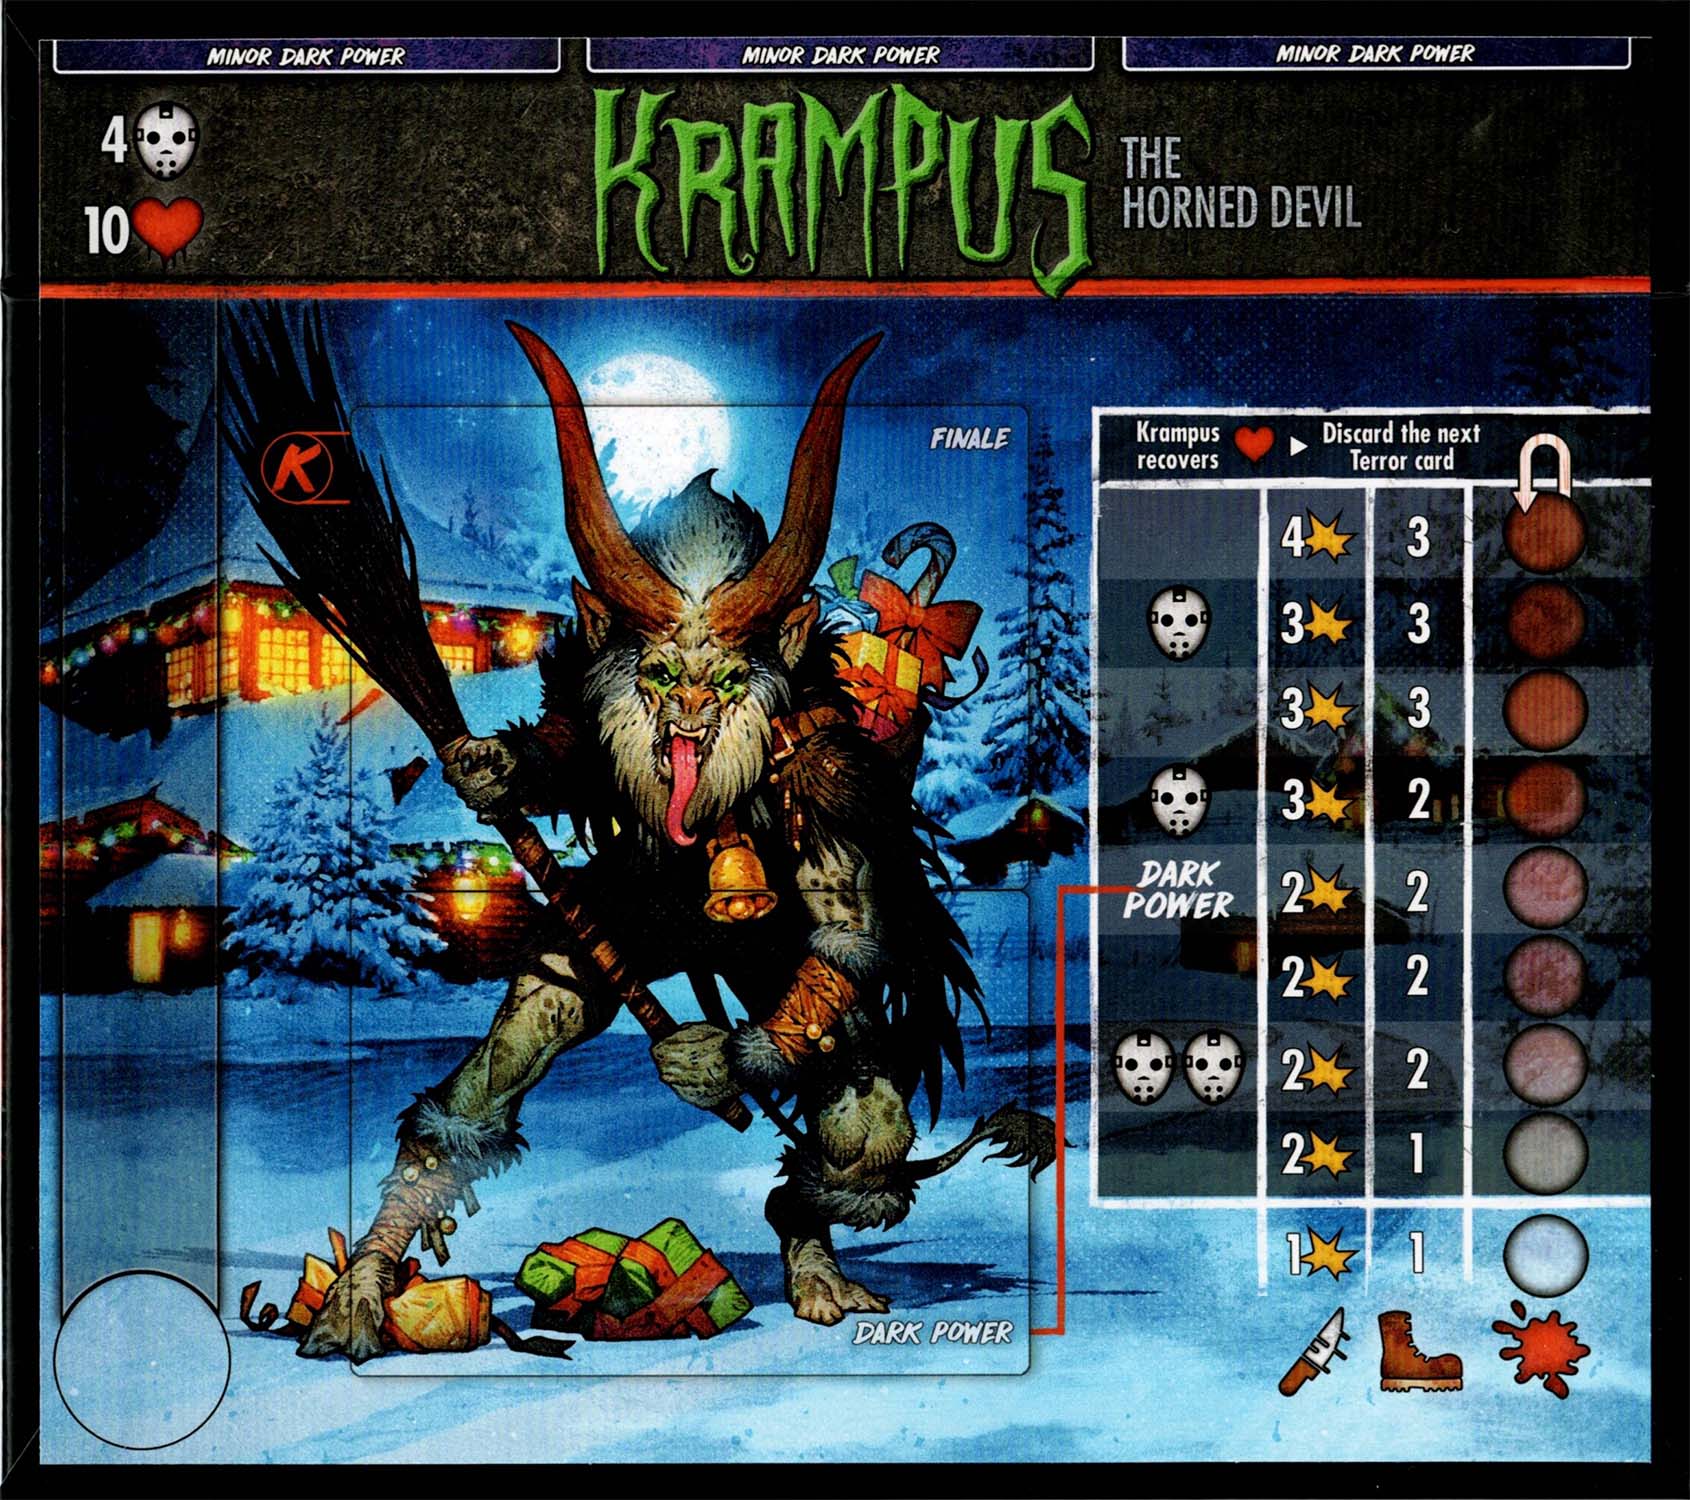 MINOR DARK POWER
MINOR DARK POWER
MINOR DARK POWER
4
10
KRAMPUS
THE
HORNED DEVIL
FINALE
K
Krampus
recovers
Discard the next
Terror card
4 3
3 3
3 3
3 2
DARK
POWER
2 2
2 2
2 2
2 1
1 1
DARK POWER